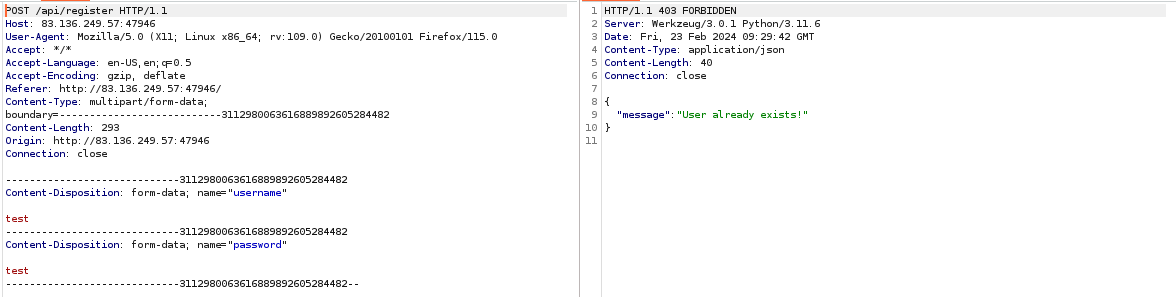 POST /api/register HTTP/1.1
Host: 83.136.249.57:47946
User-Agent: Mozilla/5.0 (X11; Linux x86_64; rv:109.0) Gecko/20100101 Firefox/115.0
Accept: */*
Accept-Language: en-US,en;q=0.5
Accept-Encoding: gzip, deflate
Referer: http://83.136.249.57:47946/
Content-Type: multipart/form-data;
boundary=---------------------------3112980063616889892605284482
Content-Length: 293
Origin: http://83.136.249.57:47946
Connection: close
-----------------------------3112980063616889892605284482
Content-Disposition: form-data; name="username"
test
-----------------------------3112980063616889892605284482
Content-Disposition: form-data; name="password"
test
-----------------------------3112980063616889892605284482--
1 HTTP/1.1 403 FORBIDDEN
2 Server: Werkzeug/3.0.1 Python/3.11.6
3 Date: Fri, 23 Feb 2024 09:29:42 GMT
4 Content-Type: application/json
5 Content-Length: 40
6 Connection: close
7
8 {
9 "message":"User already exists!"
10 }
11